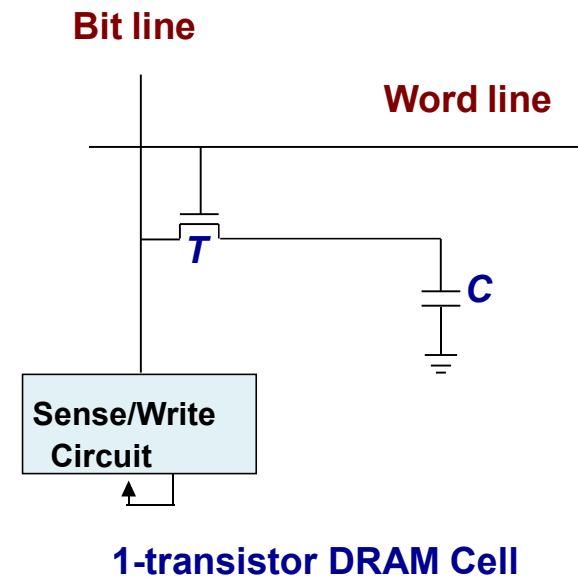 Bit line
Word line
T
C
Sense/Write
Circuit
1-transistor DRAM Cell